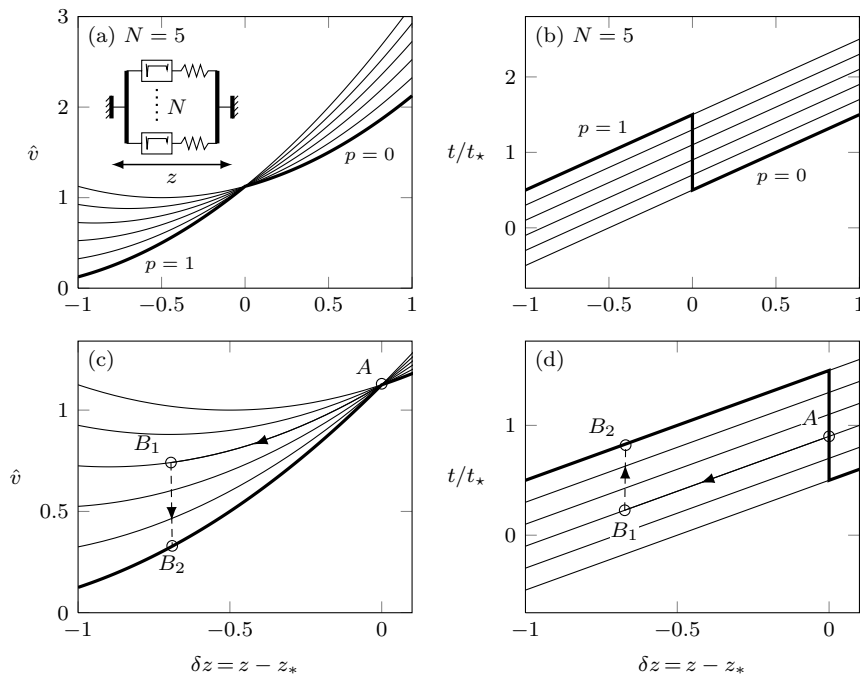 (a) N = 5
3
2
1
0
v̂
N
z
p = 0
p = 1
−1
−0.5
0
0.5
1
(b) N = 5
2
1
0
t/t⋆
p = 1
p = 0
−1
−0.5
0
0.5
1
(c)
1
0.5
0
v̂
A
B₁
B₂
−1
−0.5
0
δz = z − z∗
(d)
1
0
t/t⋆
A
B₂
B₁
−1
−0.5
0
δz = z − z∗